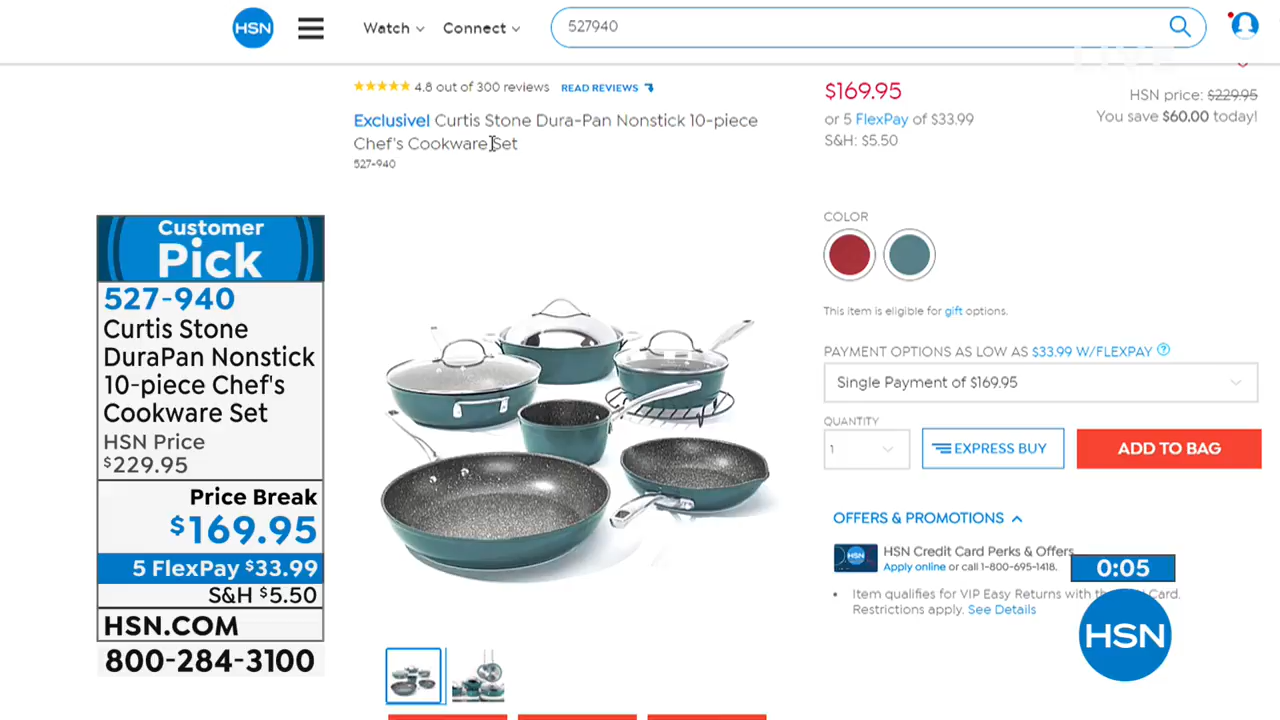 HSN
Watch
Connect
527940
LIVE
4.8 out of 300 reviews
READ REVIEWS
Exclusive! Curtis Stone Dura-Pan Nonstick 10-piece
Chef's Cookware Set
527-940
$169.95
HSN price: $229.95
or 5 FlexPay of $33.99
You save $60.00 today!
S&H: $5.50
COLOR
This item is eligible for gift options.
PAYMENT OPTIONS AS LOW AS $33.99 W/FLEXPAY ?
Single Payment of $169.95
QUANTITY
1
EXPRESS BUY
ADD TO BAG
OFFERS & PROMOTIONS
HSN
HSN Credit Card Perks & Offers
Apply online or call 1-800-695-1418.
• Item qualifies for VIP Easy Returns with Card.
Restrictions apply. See Details
Customer
Pick
527-940
Curtis Stone
DuraPan Nonstick
10-piece Chef's
Cookware Set
HSN Price
$229.95
Price Break
$169.95
5 FlexPay $33.99
S&H $5.50
HSN.COM
800-284-3100
0:05
HSN